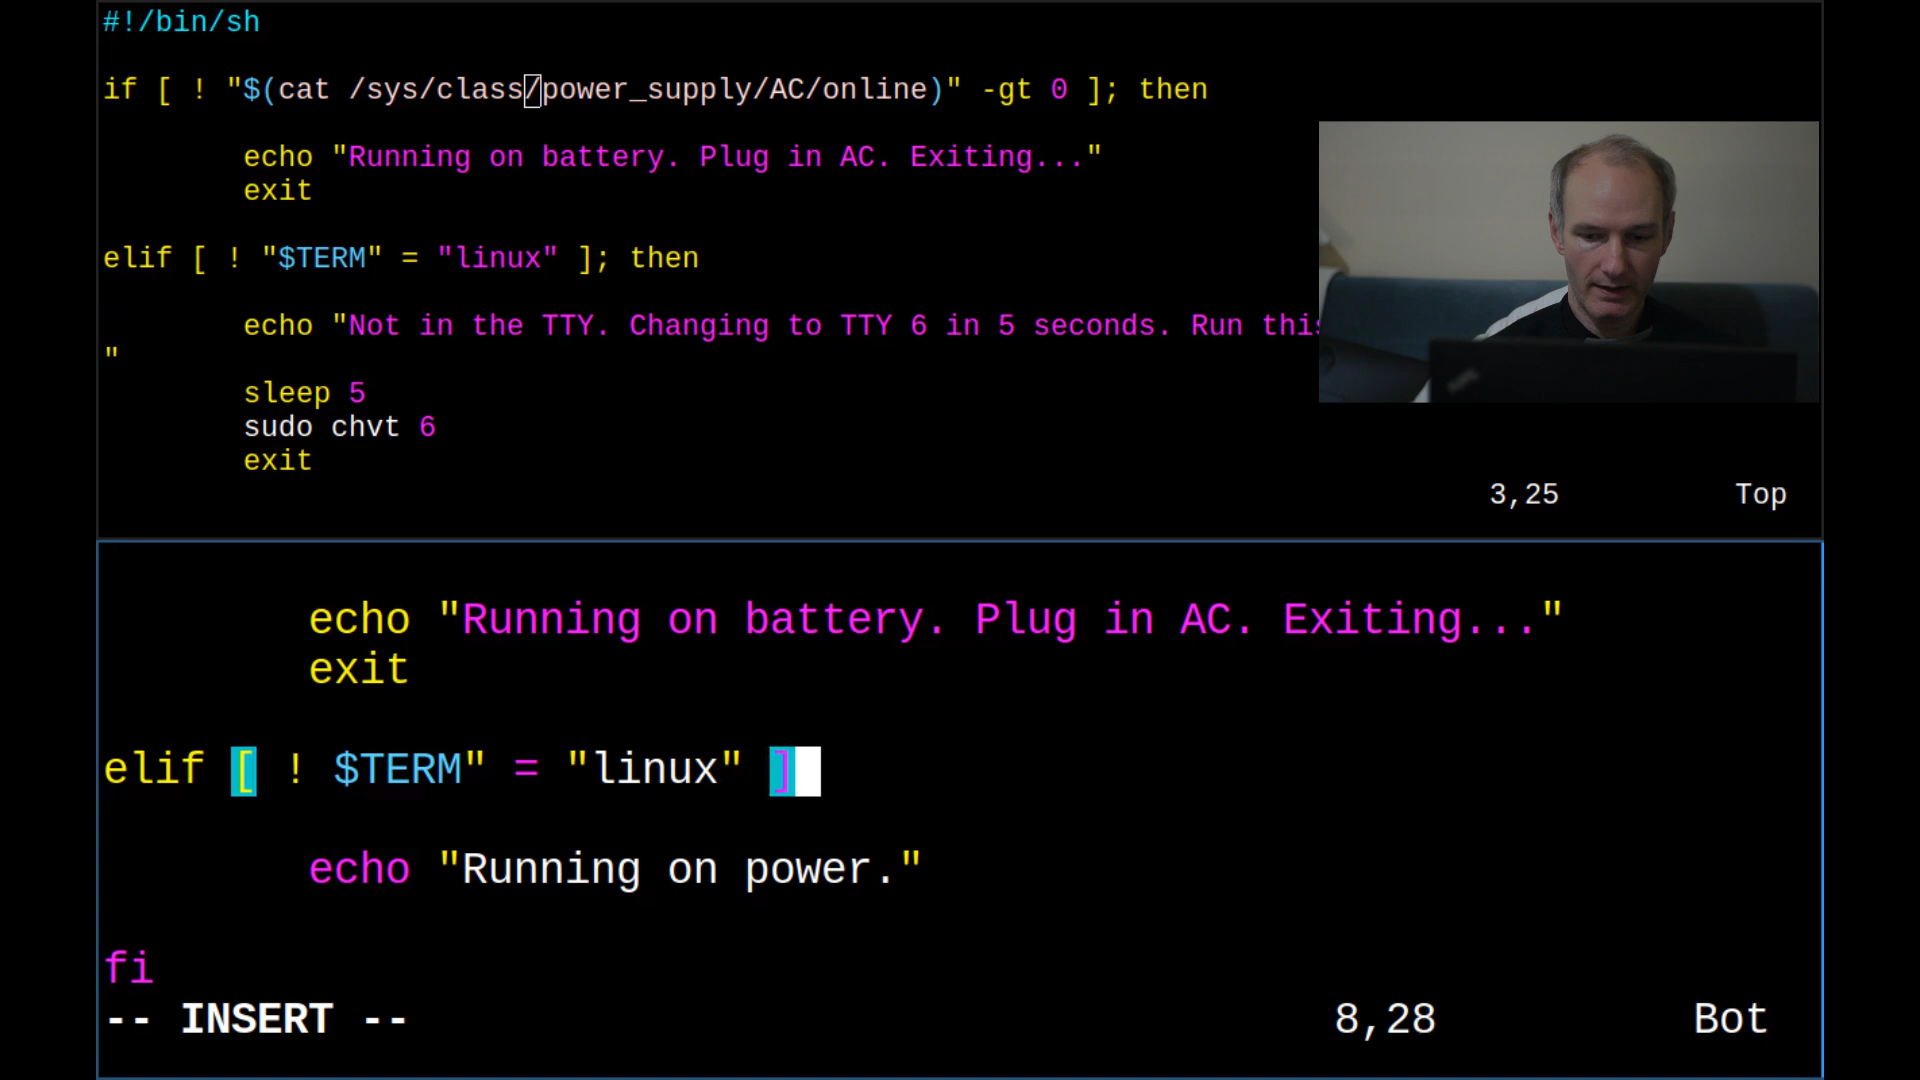 #!/bin/sh
if [ ! "$(cat /sys/class/power_supply/AC/online)" -gt 0 ]; then
echo "Running on battery. Plug in AC. Exiting..."
exit
elif [ ! "$TERM" = "linux" ]; then
echo "Not in the TTY. Changing to TTY 6 in 5 seconds. Run this
"
sleep 5
sudo chvt 6
exit
3,25 Top
echo "Running on battery. Plug in AC. Exiting..."
exit
elif [ ! $TERM" = "linux" ]
echo "Running on power."
fi
-- INSERT -- 8,28 Bot